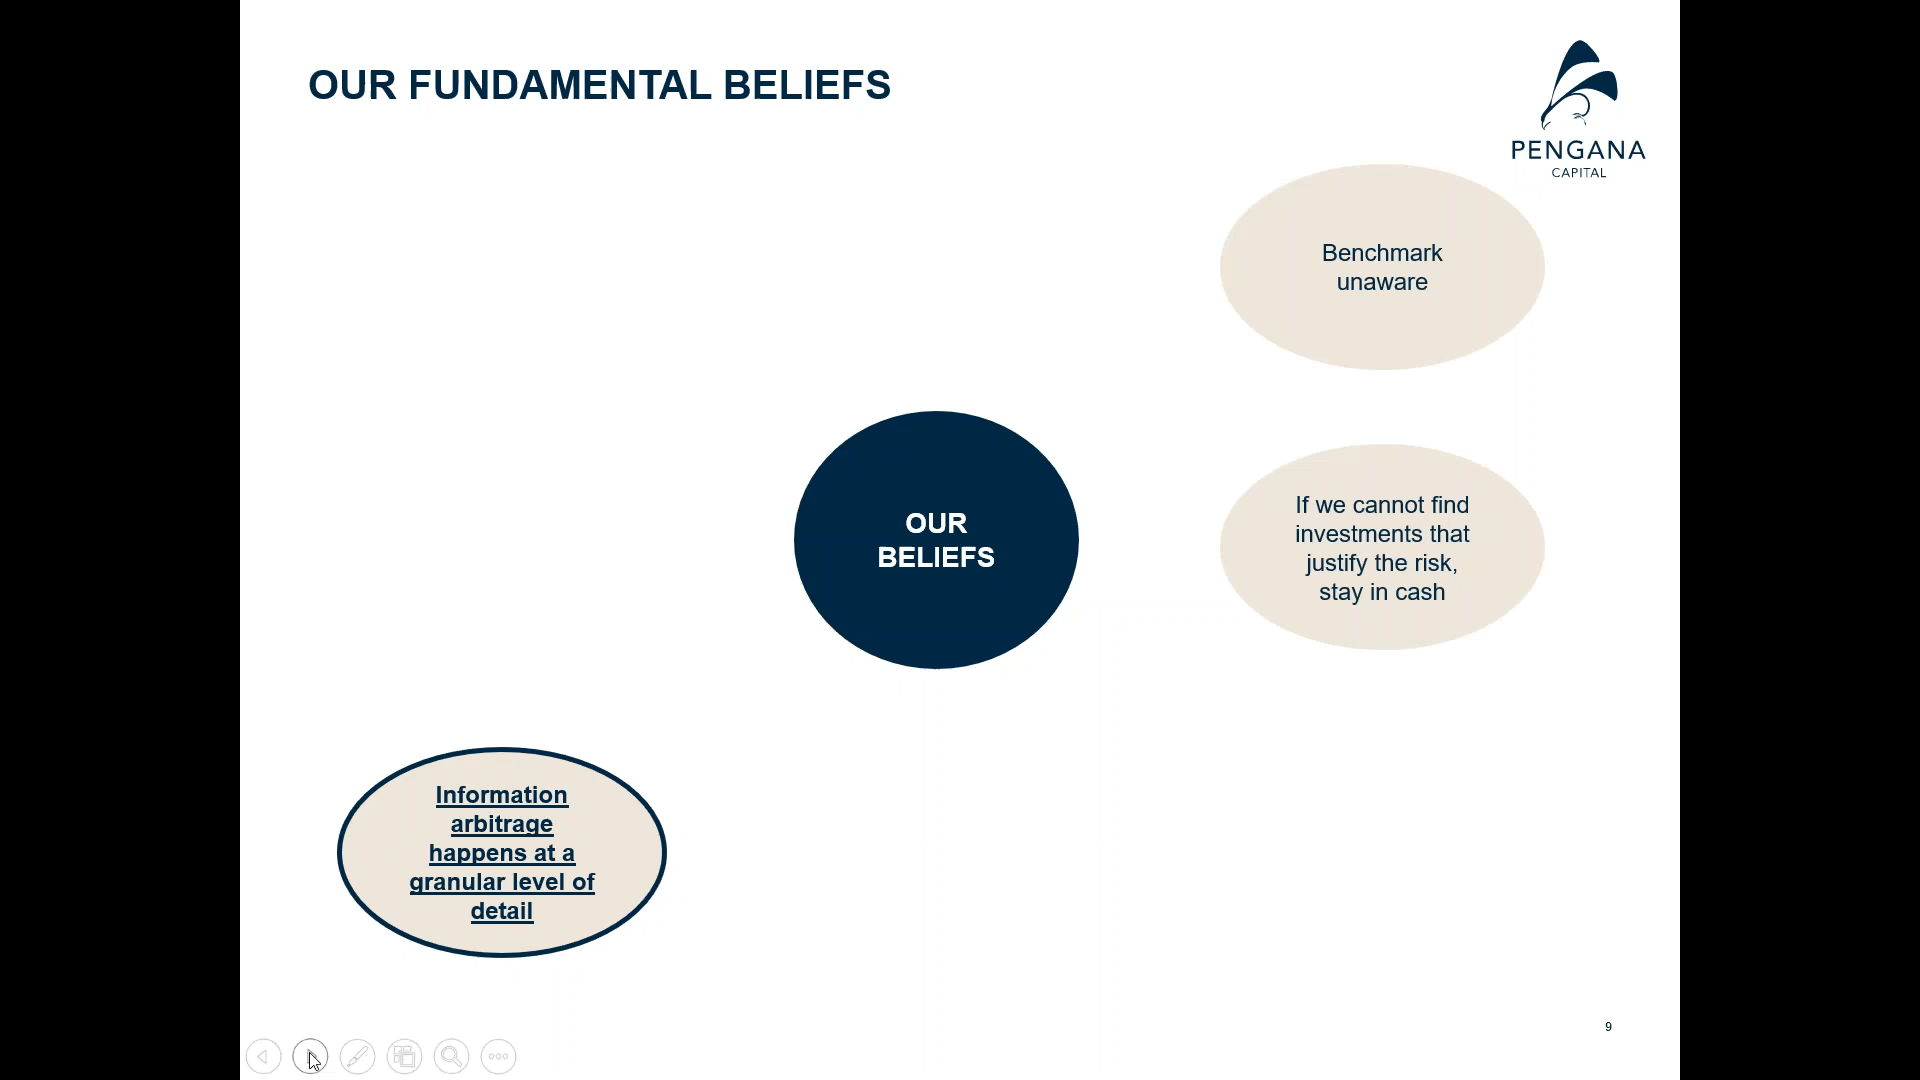 OUR FUNDAMENTAL BELIEFS
PENGANA
CAPITAL
Benchmark
unaware
OUR
BELIEFS
If we cannot find
investments that
justify the risk,
stay in cash
Information
arbitrage
happens at a
granular level of
detail
9